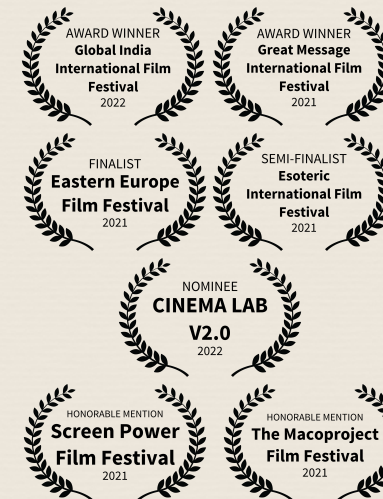 AWARD WINNER
Global India
International Film
Festival
2022
AWARD WINNER
Great Message
International Film
Festival
2021
FINALIST
Eastern Europe
Film Festival
2021
SEMI-FINALIST
Esoteric
International Film
Festival
2021
NOMINEE
CINEMA LAB
V2.0
2022
HONORABLE MENTION
Screen Power
Film Festival
2021
HONORABLE MENTION
The Macoproject
Film Festival
2021